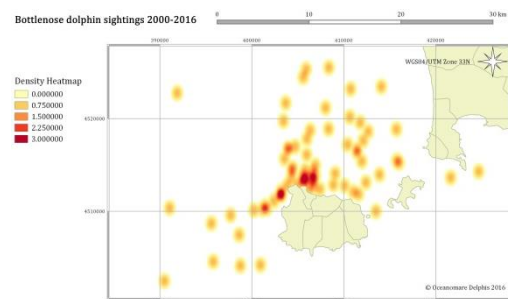 Bottlenose dolphin sightings 2000-2016
0 10 20 30 km
400000 410000 420000
WGS84/UTM Zone 33N
Density Heatmap
0.000000
0.750000
1.500000
2.250000
3.000000
4520000
4510000
© Oceanomare Delphis 2016